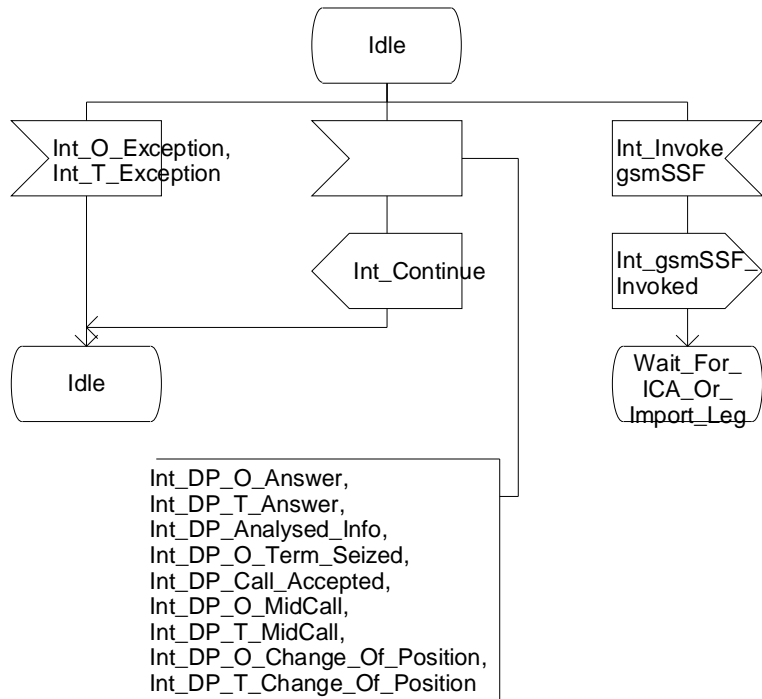 Idle
Int_O_Exception,
Int_T_Exception
Int_Invoke
gsmSSF
Int_Continue
Int_gsmSSF_
Invoked
Idle
Wait_For_
ICA_Or_
Import_Leg
Int_DP_O_Answer,
Int_DP_T_Answer,
Int_DP_Analysed_Info,
Int_DP_O_Term_Seized,
Int_DP_Call_Accepted,
Int_DP_O_MidCall,
Int_DP_T_MidCall,
Int_DP_O_Change_Of_Position,
Int_DP_T_Change_Of_Position